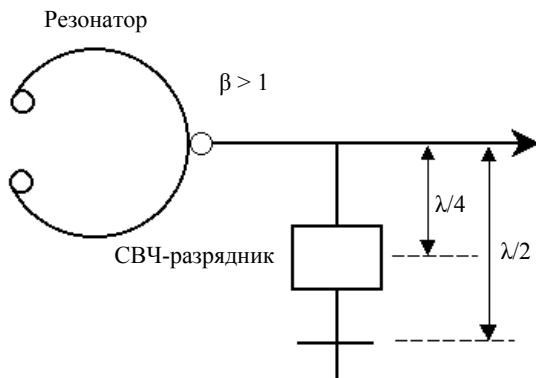 Резонатор
β > 1
λ/4
СВЧ-разрядник
λ/2